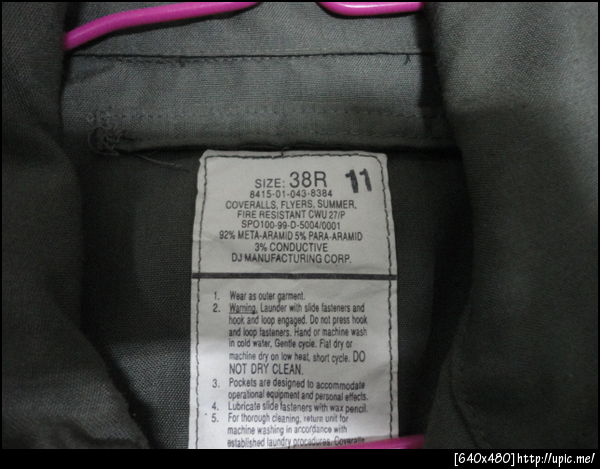 SIZE: 38R 11
8415-01-043-8384
COVERALLS, FLYERS, SUMMER,
FIRE RESISTANT CWU 27/P
SPO100-99-D-5004/0001
92% META-ARAMID 5% PARA-ARAMID
3% CONDUCTIVE
DJ MANUFACTURING CORP.
1. Wear as outer garment.
2. Warning. Launder with slide fasteners and
hook and loop engaged. Do not press hook
and loop fasteners. Hand or machine wash
in cold water, Gentle cycle. Flat dry or
machine dry on low heat, short cycle. DO
NOT DRY CLEAN.
3. Pockets are designed to accommodate
operational equipment and personal effects.
4. Lubricate slide fasteners with wax pencil.
5. For thorough cleaning, return unit for
machine washing in accordance with
established laundry procedures. Coveralls
[640x480]http://upic.me/